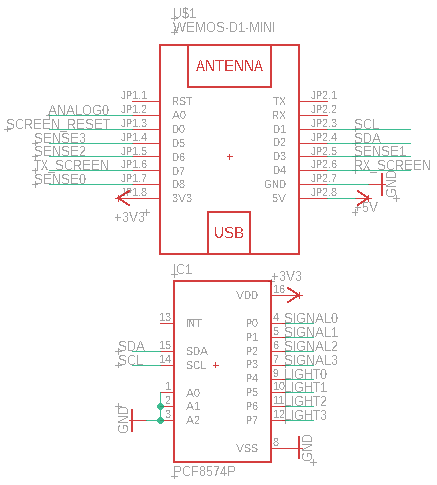 U$1
WEMOS-D1-MINI
ANTENNA
JP1.1 RST TX JP2.1
ANALOG0 JP1.2 A0 RX JP2.2
SCREEN_RESET JP1.3 D0 D1 JP2.3 SCL
SENSE3 JP1.4 D5 D2 JP2.4 SDA
SENSE2 JP1.5 D6 D3 JP2.5 SENSE1
TX_SCREEN JP1.6 D7 D4 JP2.6 RX_SCREEN
SENSE0 JP1.7 D8 GND JP2.7 GND
JP1.8 3V3 5V JP2.8
+3V3 +5V
USB
IC1
+3V3
VDD 16
13 INT P0 4 SIGNAL0
P1 5 SIGNAL1
SDA 15 SDA P2 6 SIGNAL2
SCL 14 SCL P3 7 SIGNAL3
P4 9 LIGHT0
1 A0 P5 10 LIGHT1
2 A1 P6 11 LIGHT2
GND 3 A2 P7 12 LIGHT3
VSS 8 GND
PCF8574P